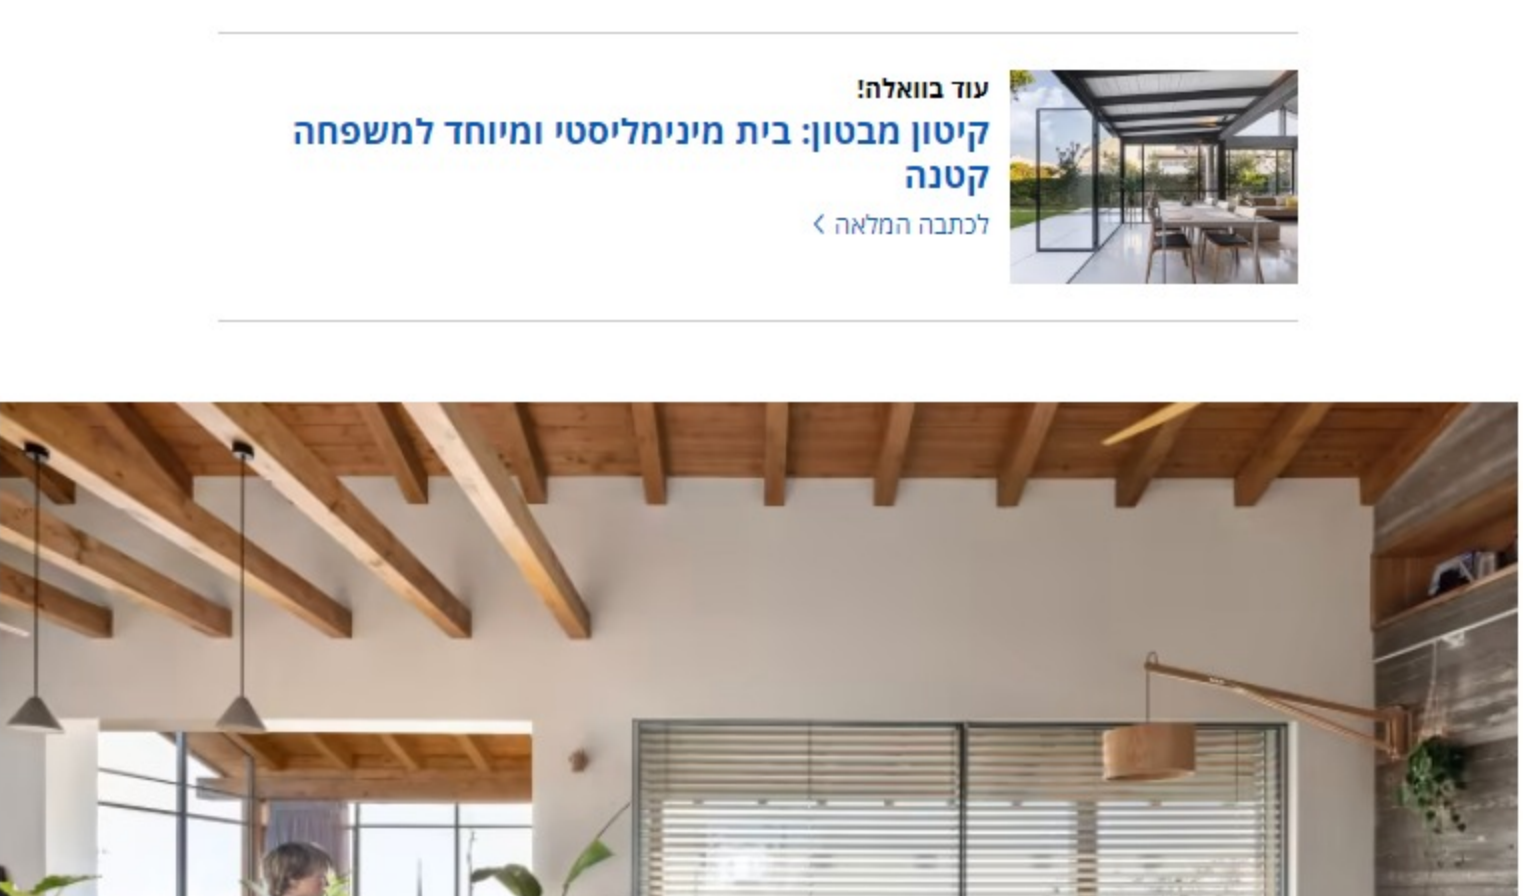 עוד בוואלה!
קיטון מבטון: בית מינימליסטי ומיוחד למשפחה
קטנה
לכתבה המלאה